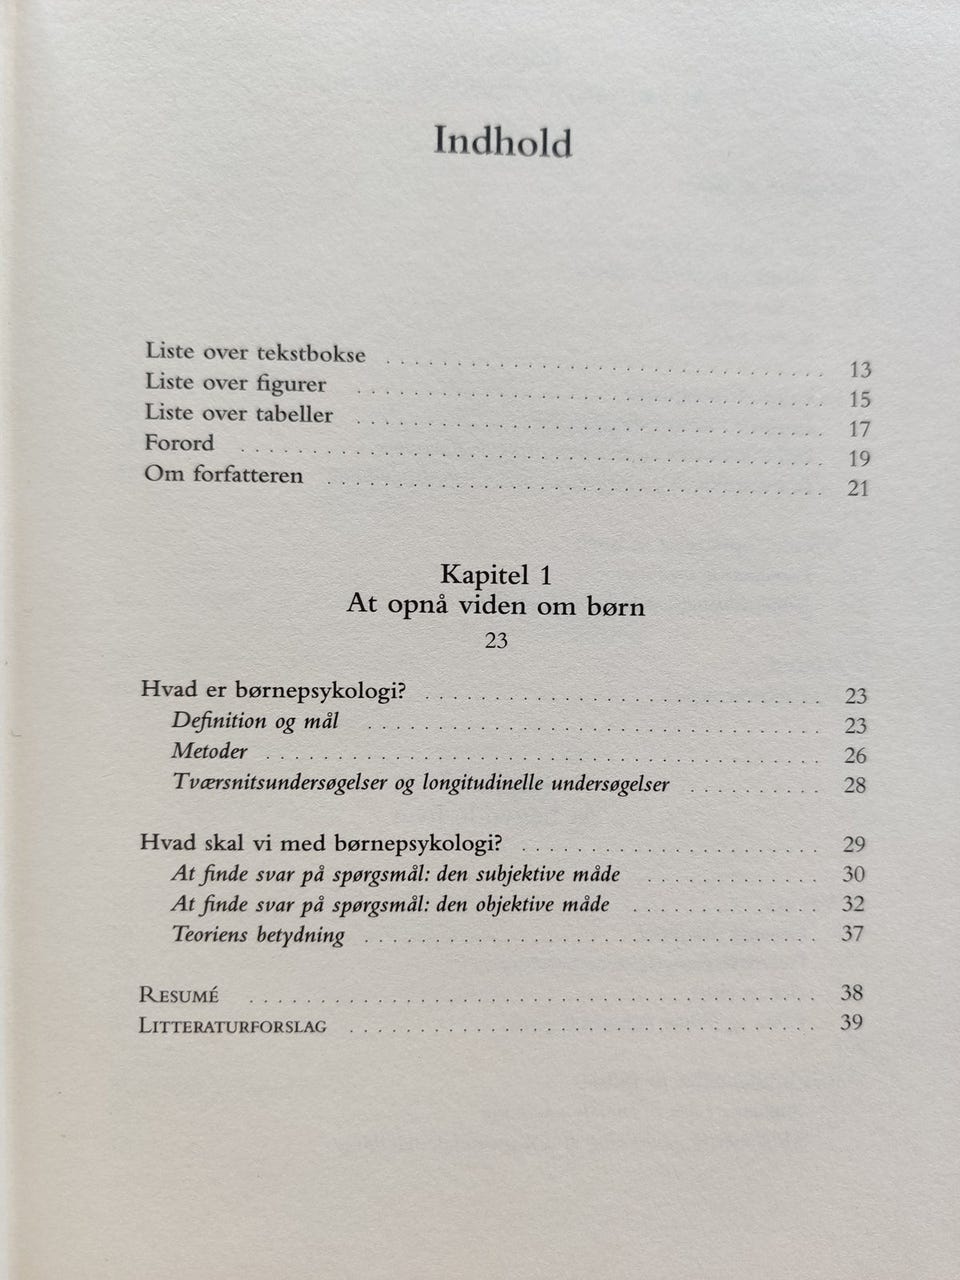 Indhold
Liste over tekstbokse . . . . . . . . . . . . . . . . . . . . . . . . . . . . . . . 13
Liste over figurer . . . . . . . . . . . . . . . . . . . . . . . . . . . . . . . . . 15
Liste over tabeller . . . . . . . . . . . . . . . . . . . . . . . . . . . . . . . . . 17
Forord . . . . . . . . . . . . . . . . . . . . . . . . . . . . . . . . . . . . . . . . . 19
Om forfatteren . . . . . . . . . . . . . . . . . . . . . . . . . . . . . . . . . . . 21
Kapitel 1
At opnå viden om børn
23
Hvad er børnepsykologi? . . . . . . . . . . . . . . . . . . . . . . . . . . . . 23
Definition og mål . . . . . . . . . . . . . . . . . . . . . . . . . . . . . . . . 23
Metoder . . . . . . . . . . . . . . . . . . . . . . . . . . . . . . . . . . . . . . . 26
Tværsnitsundersøgelser og longitudinelle undersøgelser . . . . . . . . . . 28
Hvad skal vi med børnepsykologi? . . . . . . . . . . . . . . . . . . . . . 29
At finde svar på spørgsmål: den subjektive måde . . . . . . . . . . . . 30
At finde svar på spørgsmål: den objektive måde . . . . . . . . . . . . . 32
Teoriens betydning . . . . . . . . . . . . . . . . . . . . . . . . . . . . . . . . 37
Resumé . . . . . . . . . . . . . . . . . . . . . . . . . . . . . . . . . . . . . . . . 38
Litteraturforslag . . . . . . . . . . . . . . . . . . . . . . . . . . . . . . . . . 39